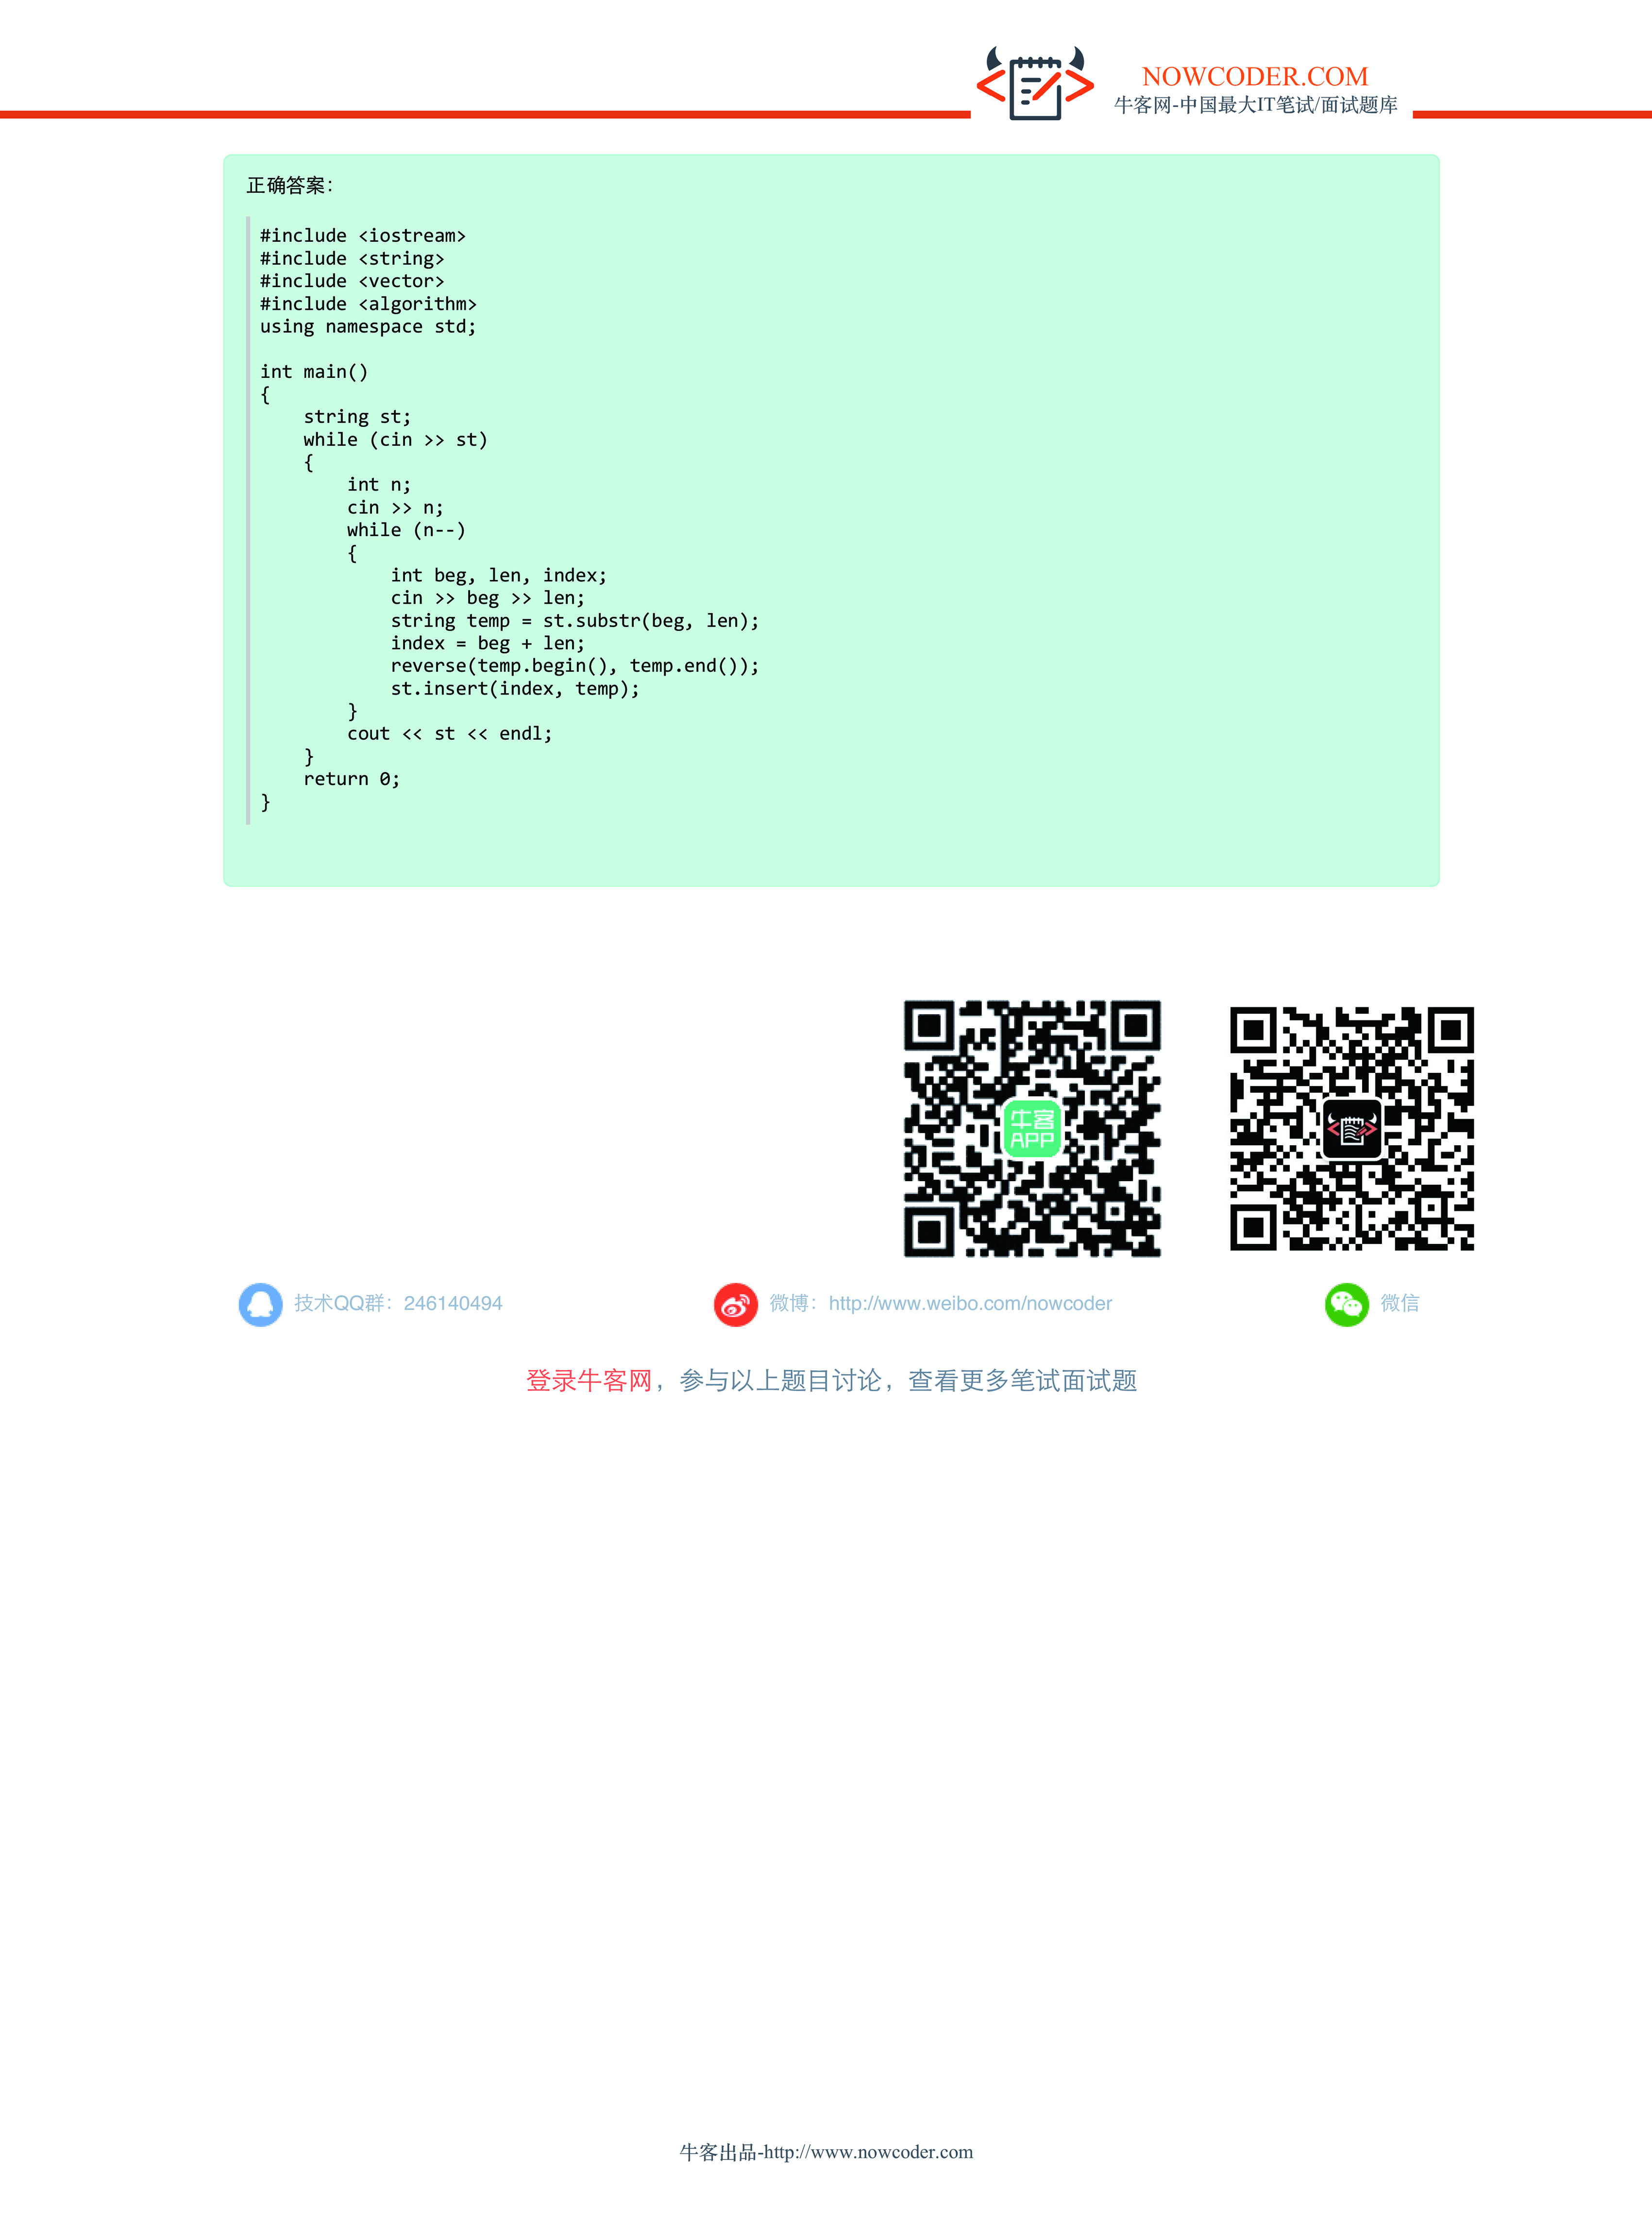 NOWCODER.COM
牛客网-中国最大IT笔试/面试题库
正确答案：
#include <iostream>
#include <string>
#include <vector>
#include <algorithm>
using namespace std;
int main()
{
    string st;
    while (cin >> st)
    {
        int n;
        cin >> n;
        while (n--)
        {
            int beg, len, index;
            cin >> beg >> len;
            string temp = st.substr(beg, len);
            index = beg + len;
            reverse(temp.begin(), temp.end());
            st.insert(index, temp);
        }
        cout << st << endl;
    }
    return 0;
}
牛客
APP
技术QQ群：246140494
微博：http://www.weibo.com/nowcoder
微信
登录牛客网，参与以上题目讨论，查看更多笔试面试题
牛客出品-http://www.nowcoder.com